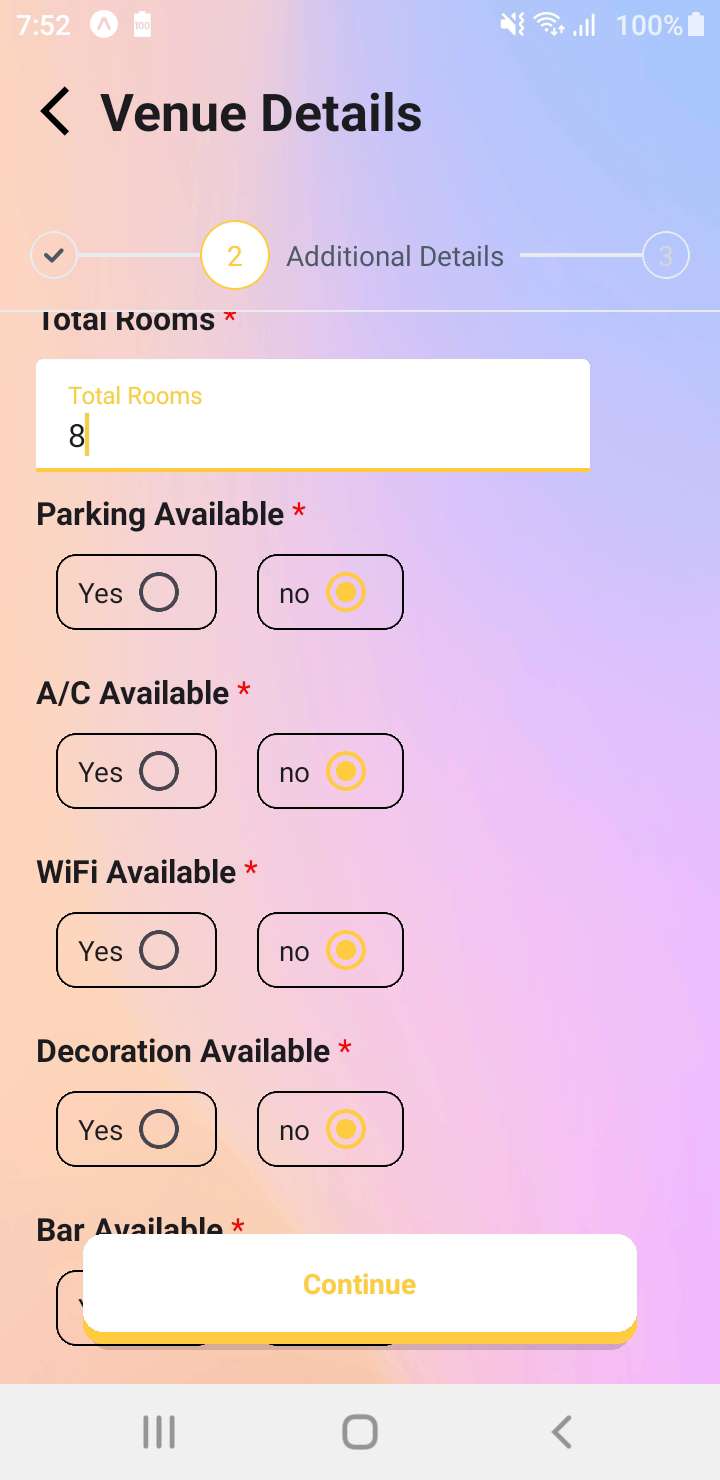 7:52 100 100%
Venue Details
2 Additional Details 3
Total Rooms *
Total Rooms
8
Parking Available *
Yes no
A/C Available *
Yes no
WiFi Available *
Yes no
Decoration Available *
Yes no
Bar Available *
Continue